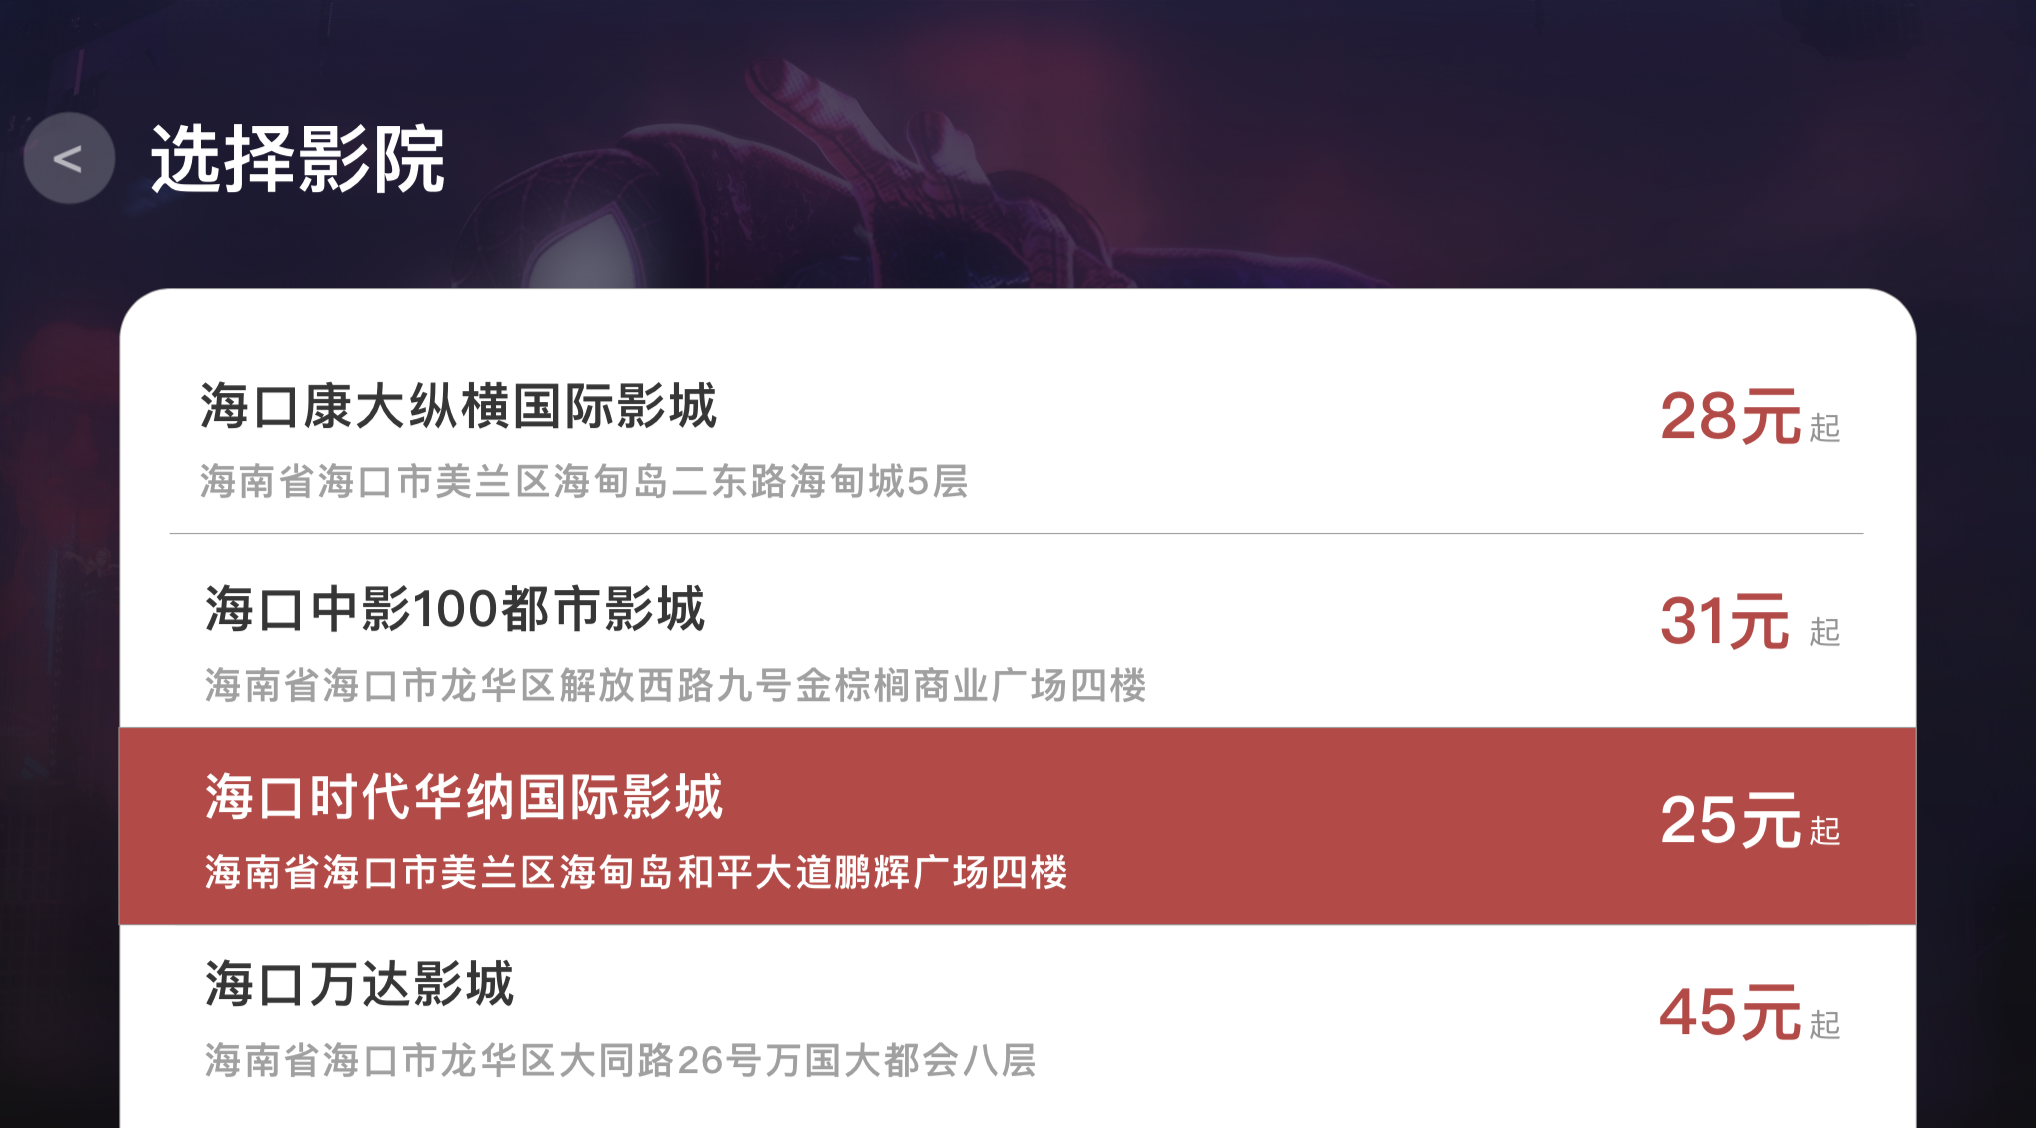 < 选择影院
海口康大纵横国际影城
28元起
海南省海口市美兰区海甸岛二东路海甸城5层
海口中影100都市影城
31元 起
海南省海口市龙华区解放西路九号金棕榈商业广场四楼
海口时代华纳国际影城
25元起
海南省海口市美兰区海甸岛和平大道鹏辉广场四楼
海口万达影城
45元起
海南省海口市龙华区大同路26号万国大都会八层